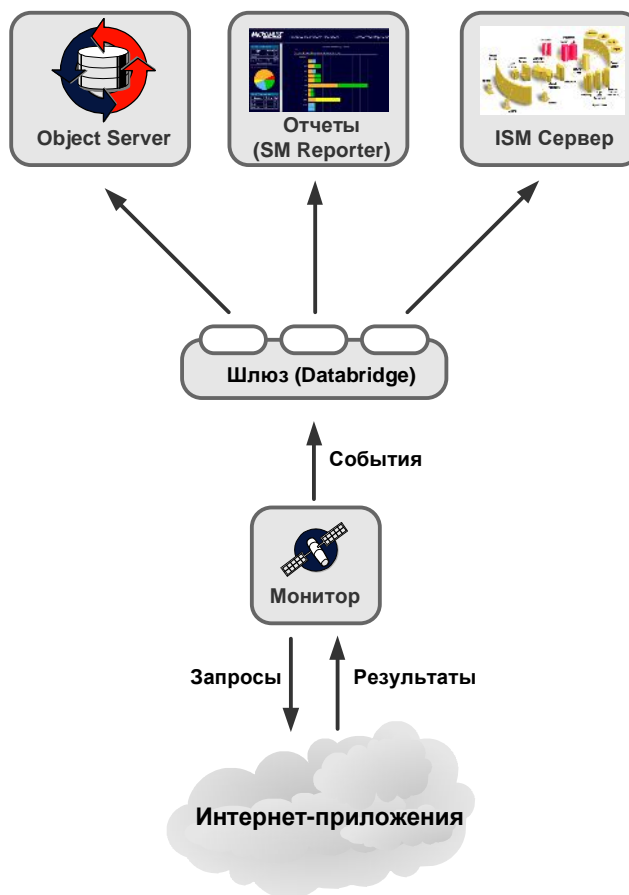 Object Server
Отчеты
(SM Reporter)
ISM Сервер
Шлюз (Databridge)
События
Монитор
Запросы
Результаты
Интернет-приложения